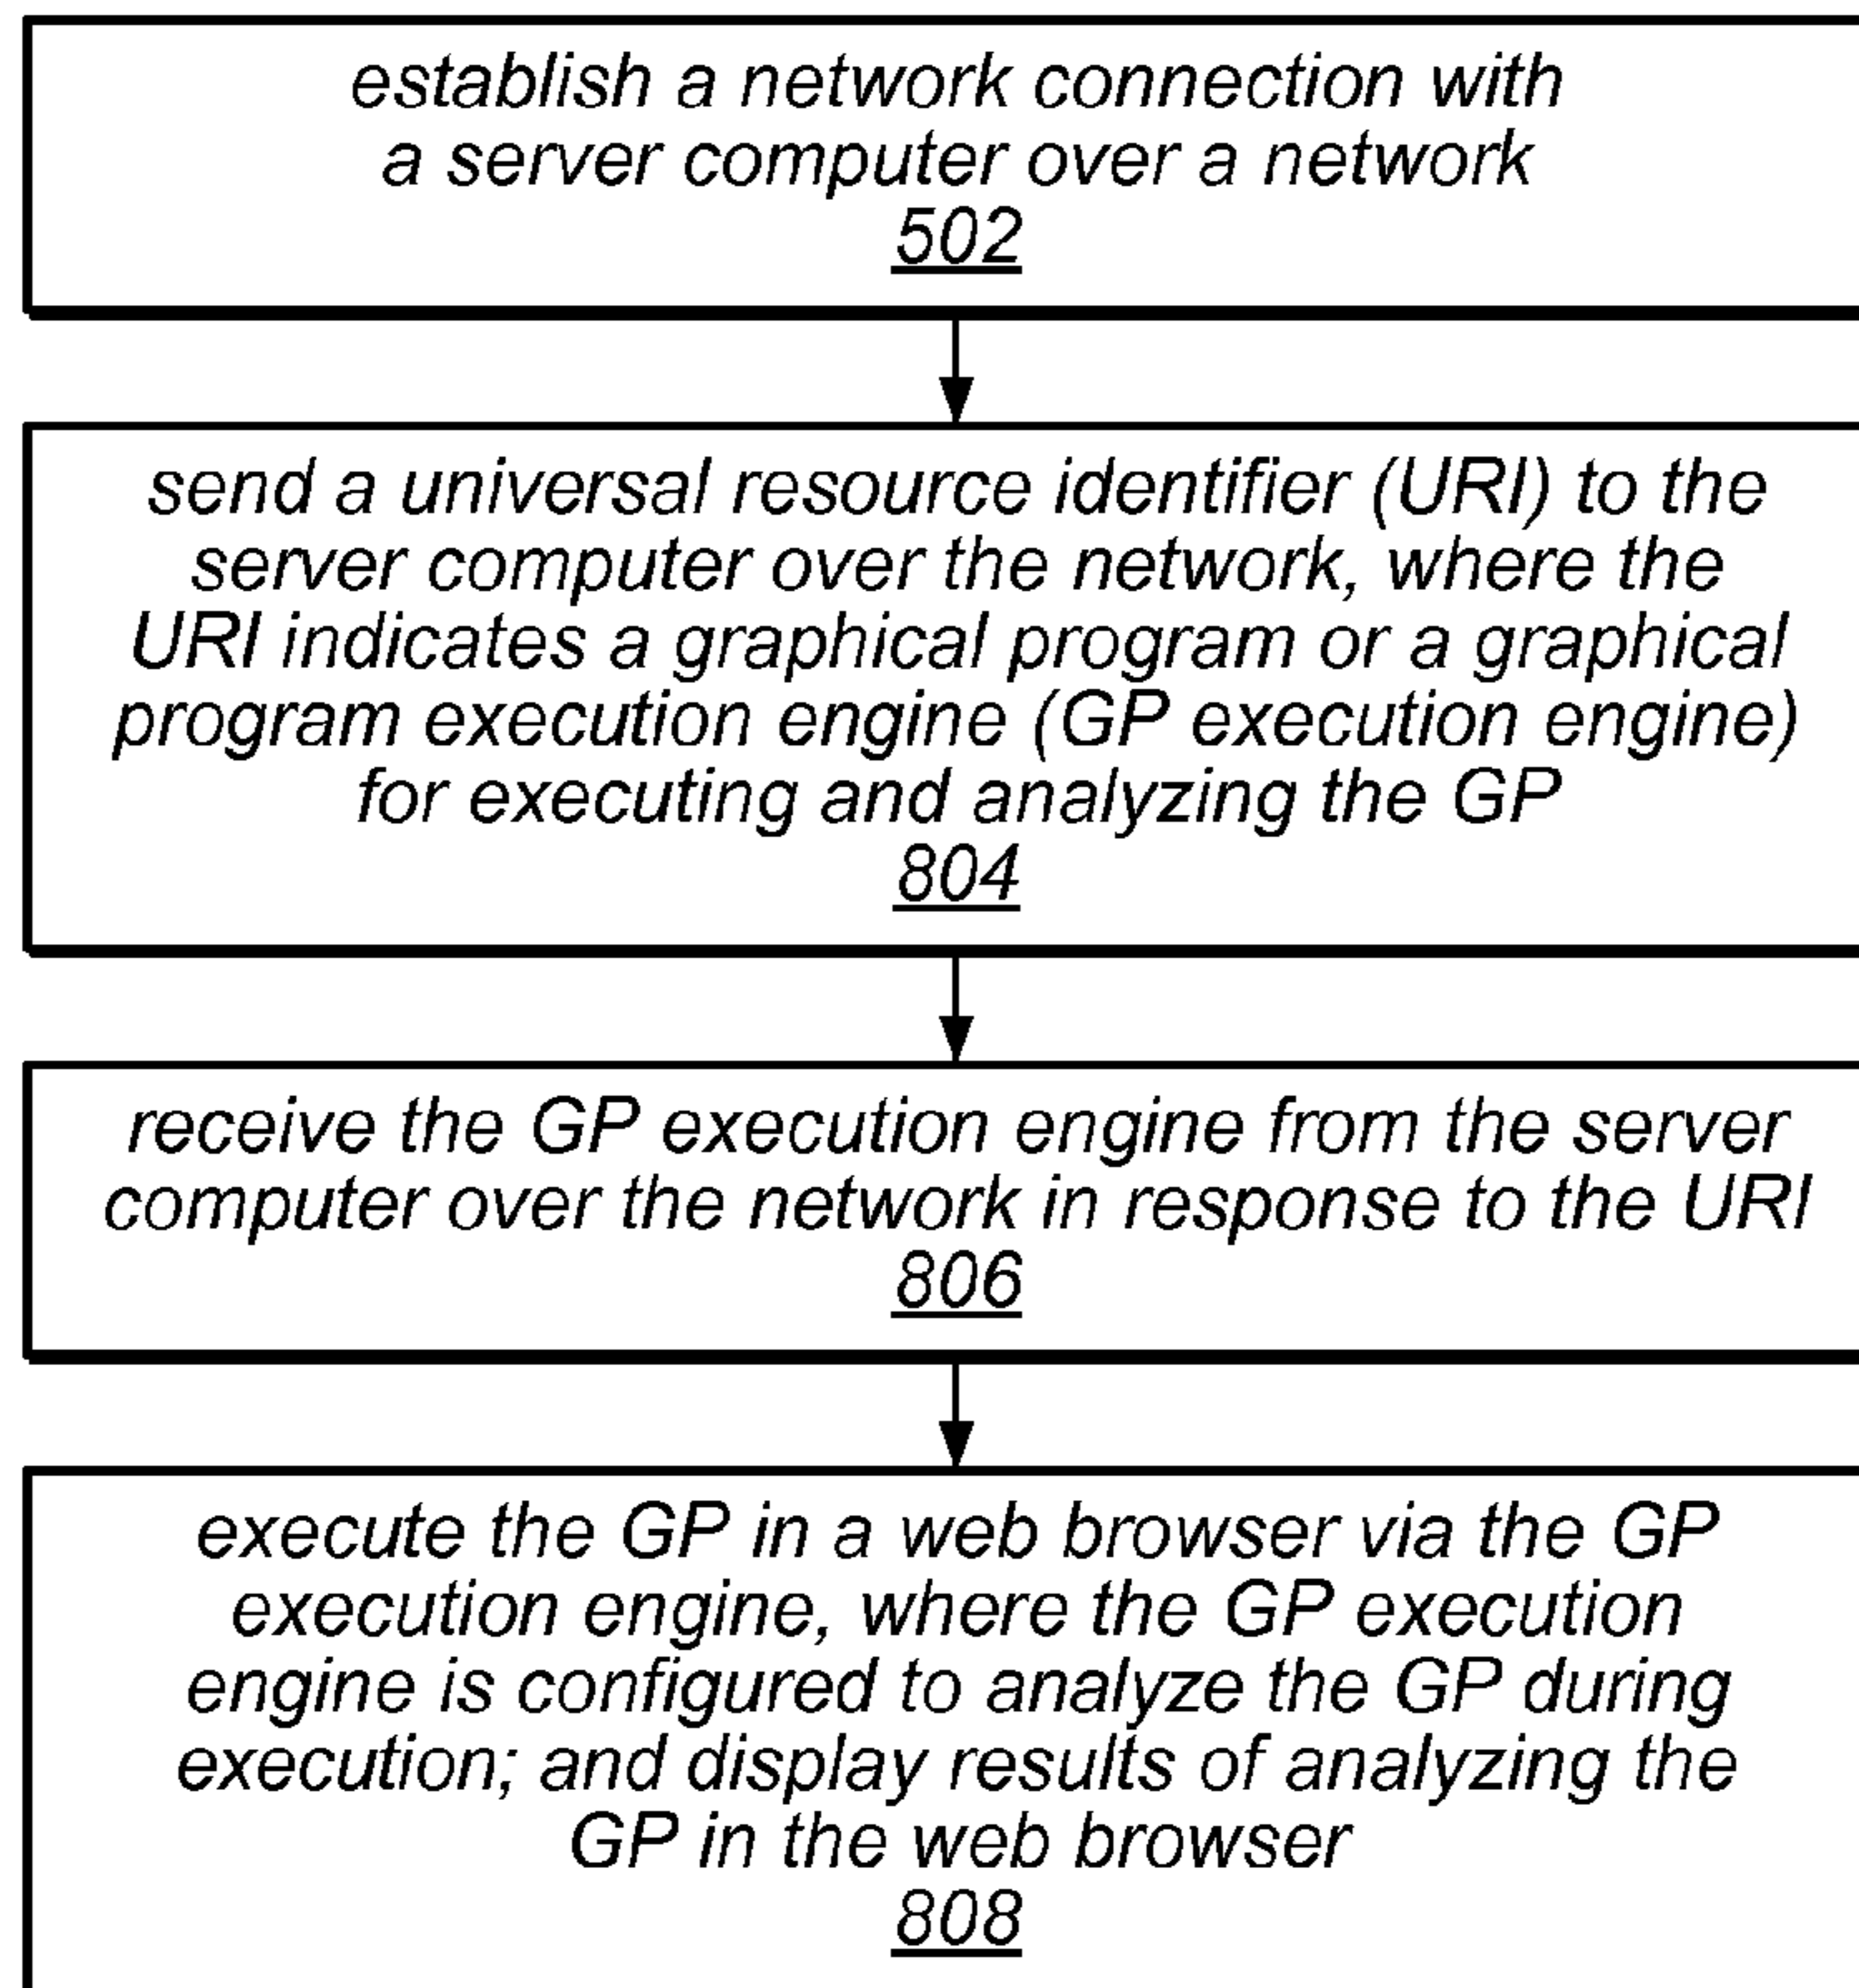 establish a network connection with
a server computer over a network
502
send a universal resource identifier (URI) to the
server computer over the network, where the
URI indicates a graphical program or a graphical
program execution engine (GP execution engine)
for executing and analyzing the GP
804
receive the GP execution engine from the server
computer over the network in response to the URI
806
execute the GP in a web browser via the GP
execution engine, where the GP execution
engine is configured to analyze the GP during
execution; and display results of analyzing the
GP in the web browser
808